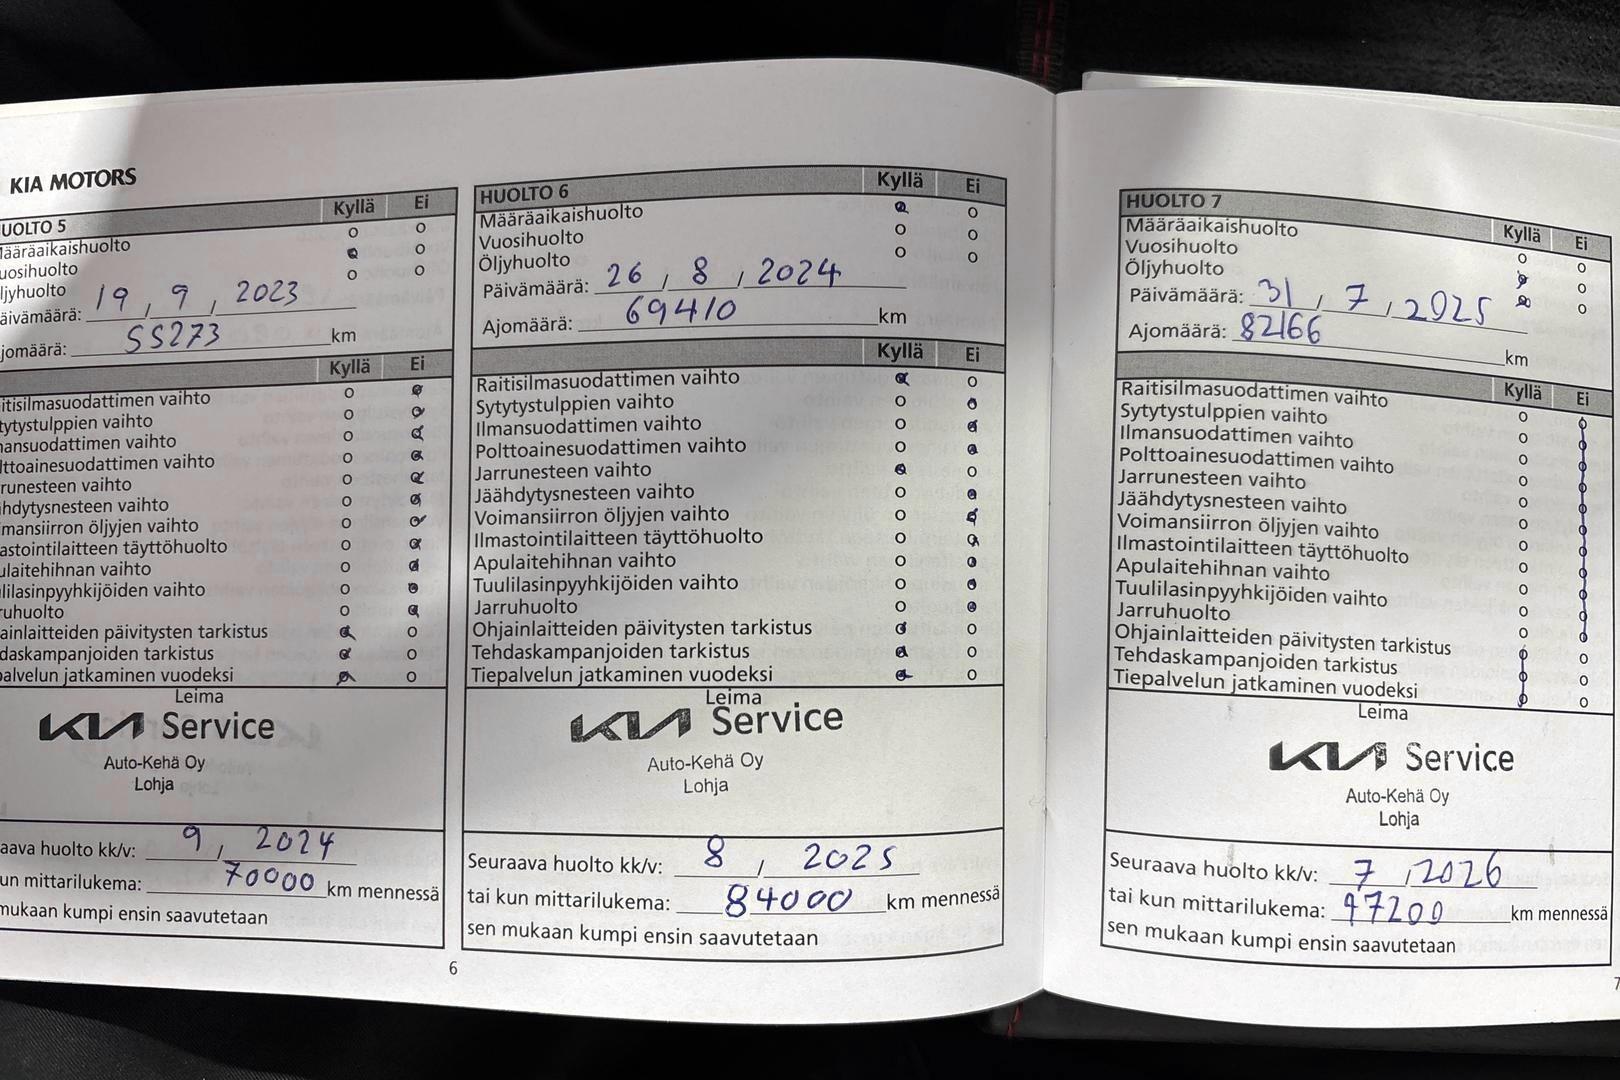 KIA MOTORS
UOLTO 5 Kyllä Ei
Määräaikaishuolto
uosihuolto
ljyhuolto
äivämäärä: 19, 9, 2023
jomäärä: 55273 km
Kyllä Ei
itisilmasuodattimen vaihto
tytystulppien vaihto
mansuodattimen vaihto
lttoainesuodattimen vaihto
rrunesteen vaihto
ähdytysnesteen vaihto
imansiirron öljyjen vaihto
astointilaitteen täyttöhuolto
ulaitehihnan vaihto
lilasinpyyhkijöiden vaihto
ruhuolto
ainlaitteiden päivitysten tarkistus
daskampanjoiden tarkistus
palvelun jatkaminen vuodeksi
Leima
KIA Service
Auto-Kehä Oy
Lohja
aava huolto kk/v: 9, 2024
un mittarilukema: 70000 km mennessä
mukaan kumpi ensin saavutetaan
HUOLTO 6 Kyllä Ei
Määräaikaishuolto
Vuosihuolto
Öljyhuolto
Päivämäärä: 26, 8, 2024
Ajomäärä: 69410 km
Kyllä Ei
Raitisilmasuodattimen vaihto
Sytytystulppien vaihto
Ilmansuodattimen vaihto
Polttoainesuodattimen vaihto
Jarrunesteen vaihto
Jäähdytysnesteen vaihto
Voimansiirron öljyjen vaihto
Ilmastointilaitteen täyttöhuolto
Apulaitehihnan vaihto
Tuulilasinpyyhkijöiden vaihto
Jarruhuolto
Ohjainlaitteiden päivitysten tarkistus
Tehdaskampanjoiden tarkistus
Tiepalvelun jatkaminen vuodeksi
Leima
KIA Service
Auto-Kehä Oy
Lohja
Seuraava huolto kk/v: 8, 2025
tai kun mittarilukema: 84000 km mennessä
sen mukaan kumpi ensin saavutetaan
6
HUOLTO 7 Kyllä Ei
Määräaikaishuolto
Vuosihuolto
Öljyhuolto
Päivämäärä: 31, 7, 2025
Ajomäärä: 82166 km
Kyllä Ei
Raitisilmasuodattimen vaihto
Sytytystulppien vaihto
Ilmansuodattimen vaihto
Polttoainesuodattimen vaihto
Jarrunesteen vaihto
Jäähdytysnesteen vaihto
Voimansiirron öljyjen vaihto
Ilmastointilaitteen täyttöhuolto
Apulaitehihnan vaihto
Tuulilasinpyyhkijöiden vaihto
Jarruhuolto
Ohjainlaitteiden päivitysten tarkistus
Tehdaskampanjoiden tarkistus
Tiepalvelun jatkaminen vuodeksi
Leima
KIA Service
Auto-Kehä Oy
Lohja
Seuraava huolto kk/v: 7, 2026
tai kun mittarilukema: 97200 km mennessä
sen mukaan kumpi ensin saavutetaan
7